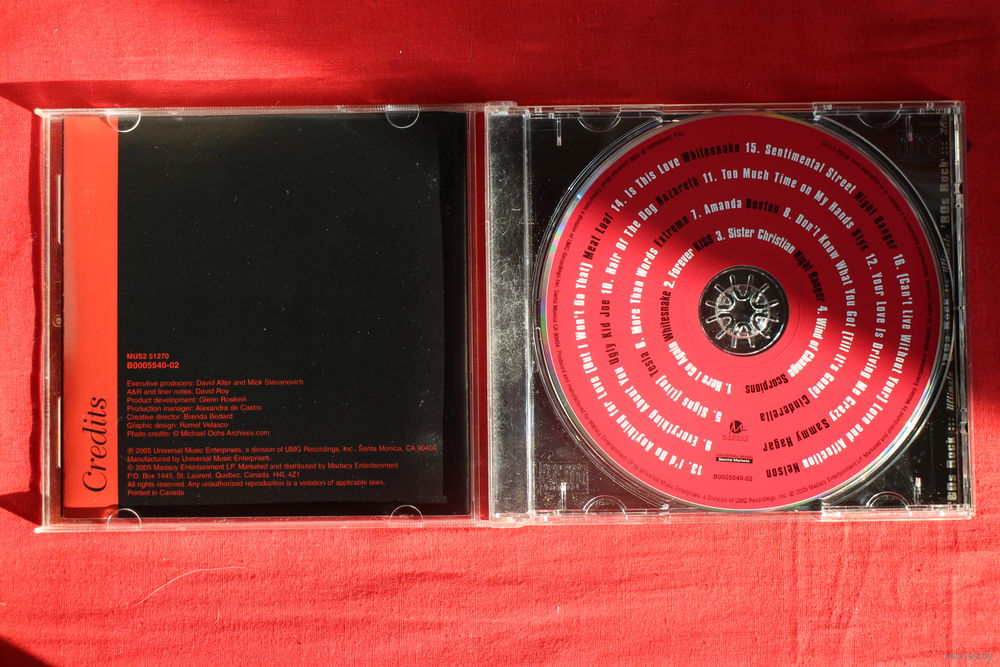 Credits
MUS2 51270
B0005540-02
Executive producers: David Alter and Mick Stevanovich
A&R and liner notes: David Roy
Product development: Glenn Roskein
Production manager: Alexandra de Castro
Creative director: Brenda Bedard
Graphic design: Romel Velasco
Photo credits: © Michael Ochs Archives.com
℗ 2005 Universal Music Enterprises, a division of UMG Recordings, Inc., Santa Monica, CA 90404
Manufactured by Universal Music Enterprises.
© 2005 Madacy Entertainment LP. Marketed and distributed by Madacy Entertainment
P.O. Box 1445, St. Laurent, Quebec, Canada H4L 4Z1
All rights reserved. Any unauthorized reproduction is a violation of applicable laws.
Printed in Canada
1. Here I Go Again Whitesnake 2. Forever KISS 3. Sister Christian Night Ranger 4. Wind of Change Scorpions
5. Signs (Live) Tesla 6. More Than Words Extreme 7. Amanda Boston 8. Don't Know What You Got (Till It's Gone) Cinderella
9. Everything About You Ugly Kid Joe 10. Hair Of The Dog Nazareth 11. Too Much Time on My Hands Styx 12. Your Love Is Driving Me Crazy Sammy Hagar
13. I'd Do Anything For Love (But I Won't Do That) Meat Loaf 14. Is This Love Whitesnake 15. Sentimental Street Night Ranger 16. (Can't Live Without Your) Love and Affection Nelson
MADACY
UNIVERSAL MUSIC
Special Markets
B0005540-02
'80s Rock
'80s Rock